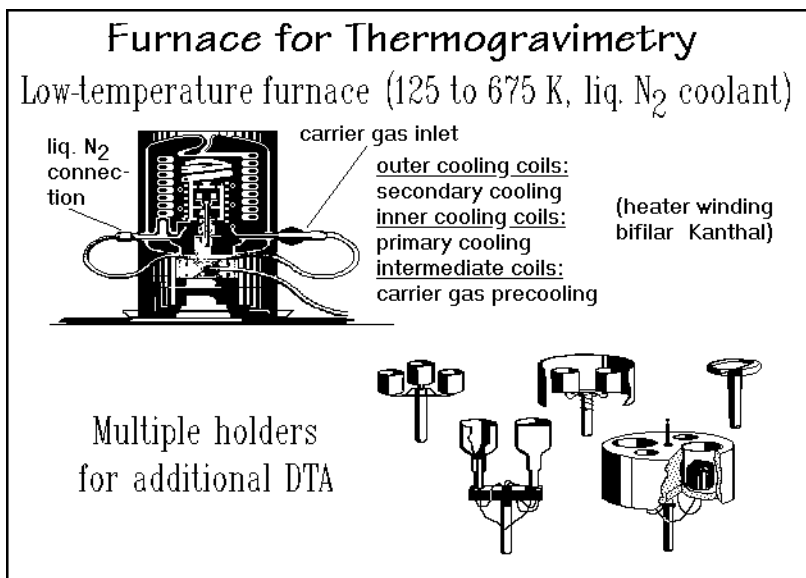 Furnace for Thermogravimetry
Low-temperature furnace (125 to 675 K, liq. N₂ coolant)
liq. N₂
connec-
tion
carrier gas inlet
outer cooling coils:
secondary cooling
inner cooling coils:
primary cooling
intermediate coils:
carrier gas precooling
(heater winding
bifilar Kanthal)
Multiple holders
for additional DTA